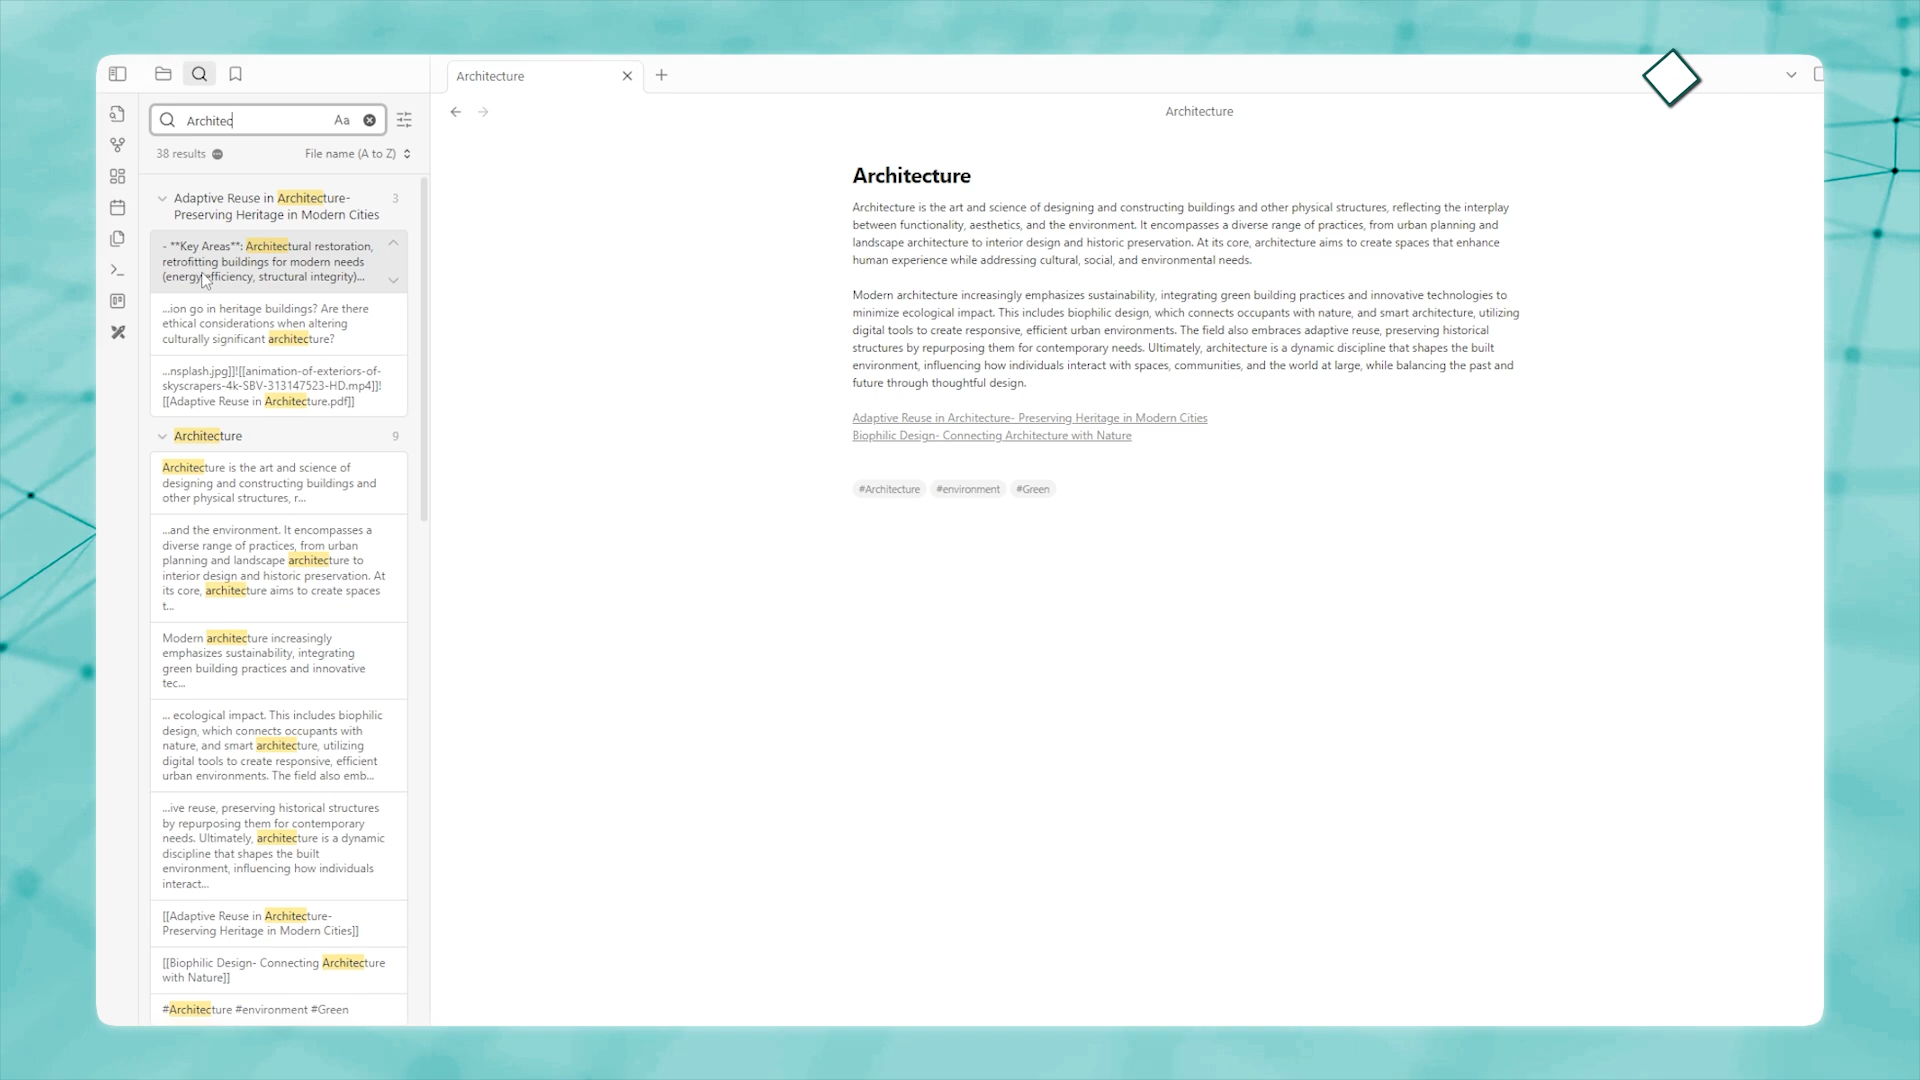 Architecture
Architec
Aa
38 results
File name (A to Z)
Adaptive Reuse in Architecture-
Preserving Heritage in Modern Cities
3
- **Key Areas**: Architectural restoration,
retrofitting buildings for modern needs
(energy efficiency, structural integrity)...
...ion go in heritage buildings? Are there
ethical considerations when altering
culturally significant architecture?
...nsplash.jpg]]![[animation-of-exteriors-of-
skyscrapers-4k-SBV-313147523-HD.mp4]]!
[[Adaptive Reuse in Architecture.pdf]]
Architecture
9
Architecture is the art and science of
designing and constructing buildings and
other physical structures, r...
...and the environment. It encompasses a
diverse range of practices, from urban
planning and landscape architecture to
interior design and historic preservation. At
its core, architecture aims to create spaces
t...
Modern architecture increasingly
emphasizes sustainability, integrating
green building practices and innovative
tec...
... ecological impact. This includes biophilic
design, which connects occupants with
nature, and smart architecture, utilizing
digital tools to create responsive, efficient
urban environments. The field also emb...
...ive reuse, preserving historical structures
by repurposing them for contemporary
needs. Ultimately, architecture is a dynamic
discipline that shapes the built
environment, influencing how individuals
interact...
[[Adaptive Reuse in Architecture-
Preserving Heritage in Modern Cities]]
[[Biophilic Design- Connecting Architecture
with Nature]]
#Architecture #environment #Green
Architecture
Architecture
Architecture is the art and science of designing and constructing buildings and other physical structures, reflecting the interplay
between functionality, aesthetics, and the environment. It encompasses a diverse range of practices, from urban planning and
landscape architecture to interior design and historic preservation. At its core, architecture aims to create spaces that enhance
human experience while addressing cultural, social, and environmental needs.
Modern architecture increasingly emphasizes sustainability, integrating green building practices and innovative technologies to
minimize ecological impact. This includes biophilic design, which connects occupants with nature, and smart architecture, utilizing
digital tools to create responsive, efficient urban environments. The field also embraces adaptive reuse, preserving historical
structures by repurposing them for contemporary needs. Ultimately, architecture is a dynamic discipline that shapes the built
environment, influencing how individuals interact with spaces, communities, and the world at large, while balancing the past and
future through thoughtful design.
Adaptive Reuse in Architecture- Preserving Heritage in Modern Cities
Biophilic Design- Connecting Architecture with Nature
#Architecture #environment #Green